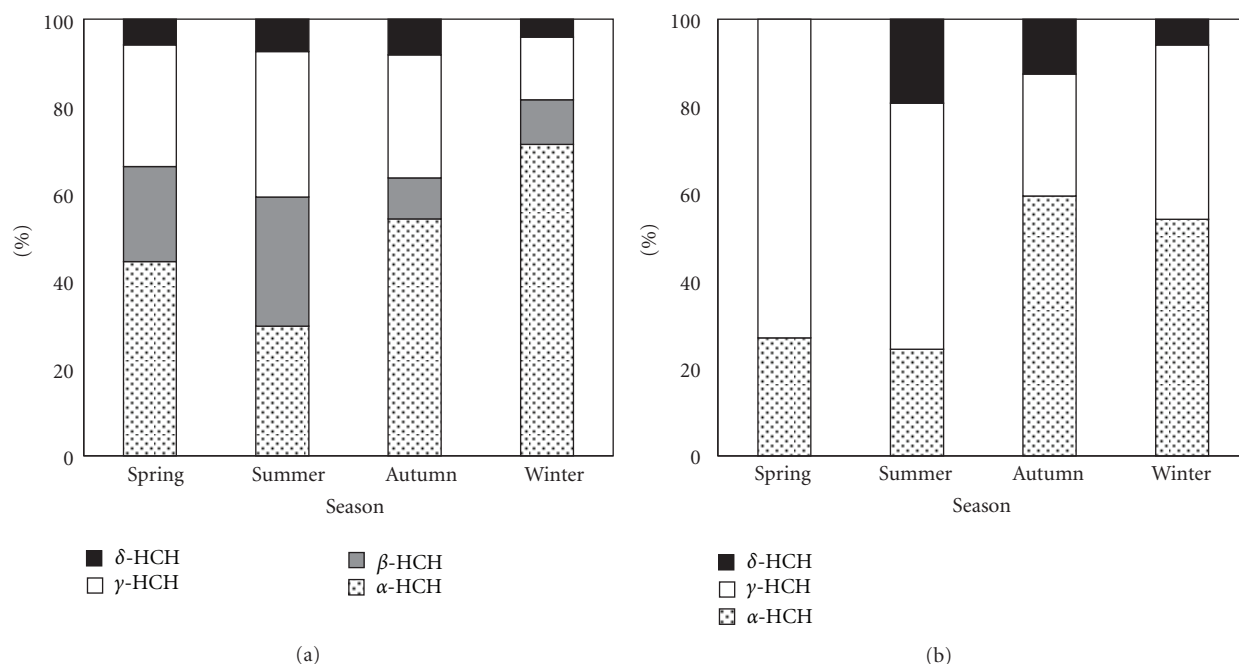 100
80
60
40
20
0
(%)
Spring Summer Autumn Winter
Season
δ-HCH
γ-HCH
β-HCH
α-HCH
(a)
100
80
60
40
20
0
(%)
Spring Summer Autumn Winter
Season
δ-HCH
γ-HCH
α-HCH
(b)